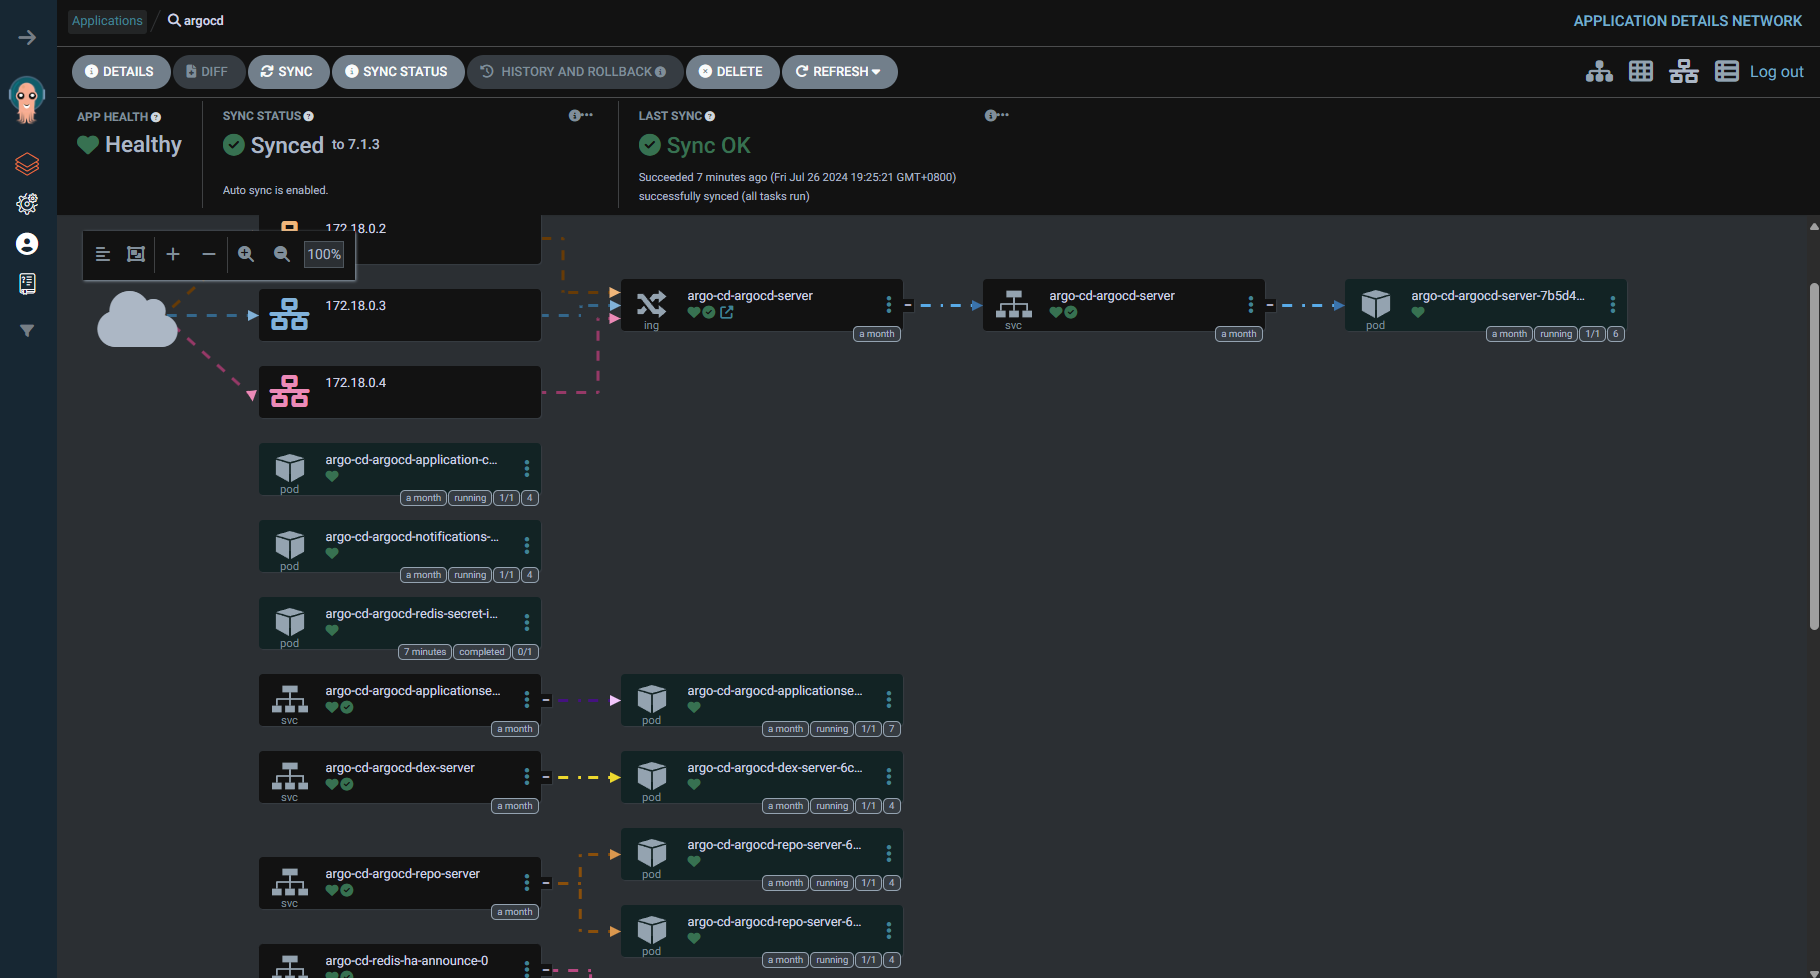 Applications / argocd
APPLICATION DETAILS NETWORK
DETAILS DIFF SYNC SYNC STATUS HISTORY AND ROLLBACK DELETE REFRESH
Log out
APP HEALTH
Healthy
SYNC STATUS
Synced to 7.1.3
Auto sync is enabled.
LAST SYNC
Sync OK
Succeeded 7 minutes ago (Fri Jul 26 2024 19:25:21 GMT+0800)
successfully synced (all tasks run)
100%
172.18.0.2
172.18.0.3
172.18.0.4
argo-cd-argocd-server
ing
a month
argo-cd-argocd-server
svc
a month
argo-cd-argocd-server-7b5d4...
pod
a month running 1/1 6
argo-cd-argocd-application-c...
pod
a month running 1/1 4
argo-cd-argocd-notifications-...
pod
a month running 1/1 4
argo-cd-argocd-redis-secret-i...
pod
7 minutes completed 0/1
argo-cd-argocd-applicationse...
svc
a month
argo-cd-argocd-applicationse...
pod
a month running 1/1 7
argo-cd-argocd-dex-server
svc
a month
argo-cd-argocd-dex-server-6c...
pod
a month running 1/1 4
argo-cd-argocd-repo-server
svc
a month
argo-cd-argocd-repo-server-6...
pod
a month running 1/1 4
argo-cd-argocd-repo-server-6...
pod
a month running 1/1 4
argo-cd-redis-ha-announce-0